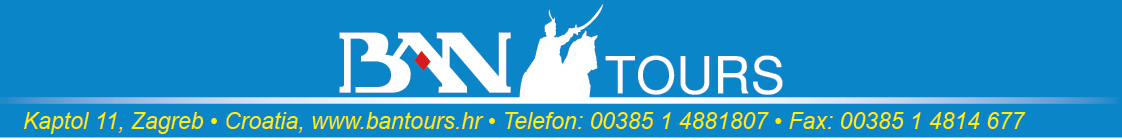 BAN TOURS
Kaptol 11, Zagreb • Croatia, www.bantours.hr • Telefon: 00385 1 4881807 • Fax: 00385 1 4814 677